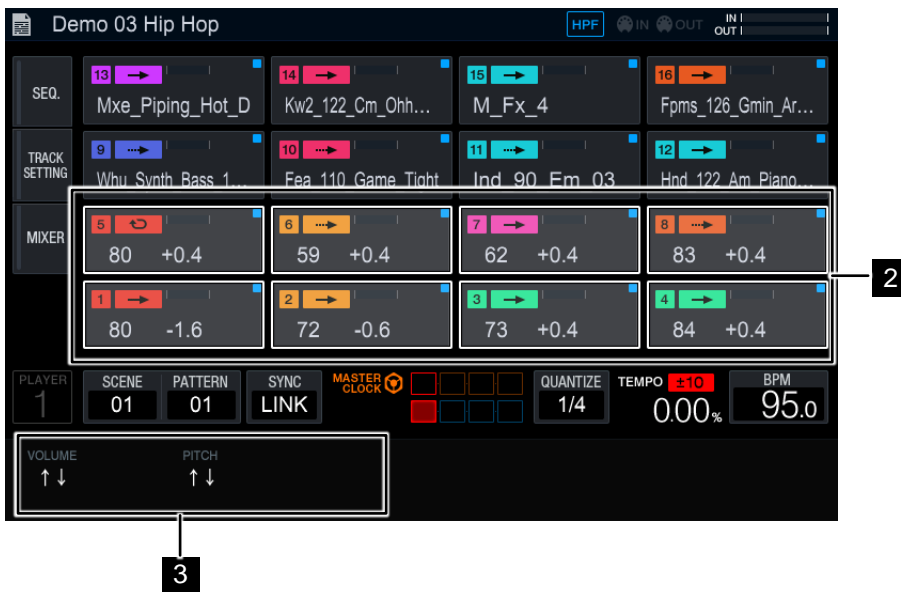 Demo 03 Hip Hop
HPF IN OUT IN OUT
SEQ.
13 14 15 16
Mxe_Piping_Hot_D Kw2_122_Cm_Ohh... M_Fx_4 Fpms_126_Gmin_Ar...
TRACK SETTING
9 10 11 12
Whu_Synth_Bass_1... Fea_110_Game_Tight Ind_90_Em_03 Hnd_122_Am_Piano...
MIXER
5 6 7 8
80 +0.4 59 +0.4 62 +0.4 83 +0.4
2
1 2 3 4
80 -1.6 72 -0.6 73 +0.4 84 +0.4
PLAYER SCENE PATTERN SYNC MASTER CLOCK QUANTIZE TEMPO ±10 BPM
1 01 01 LINK 1/4 0.00% 95.0
VOLUME PITCH
↑↓ ↑↓
3